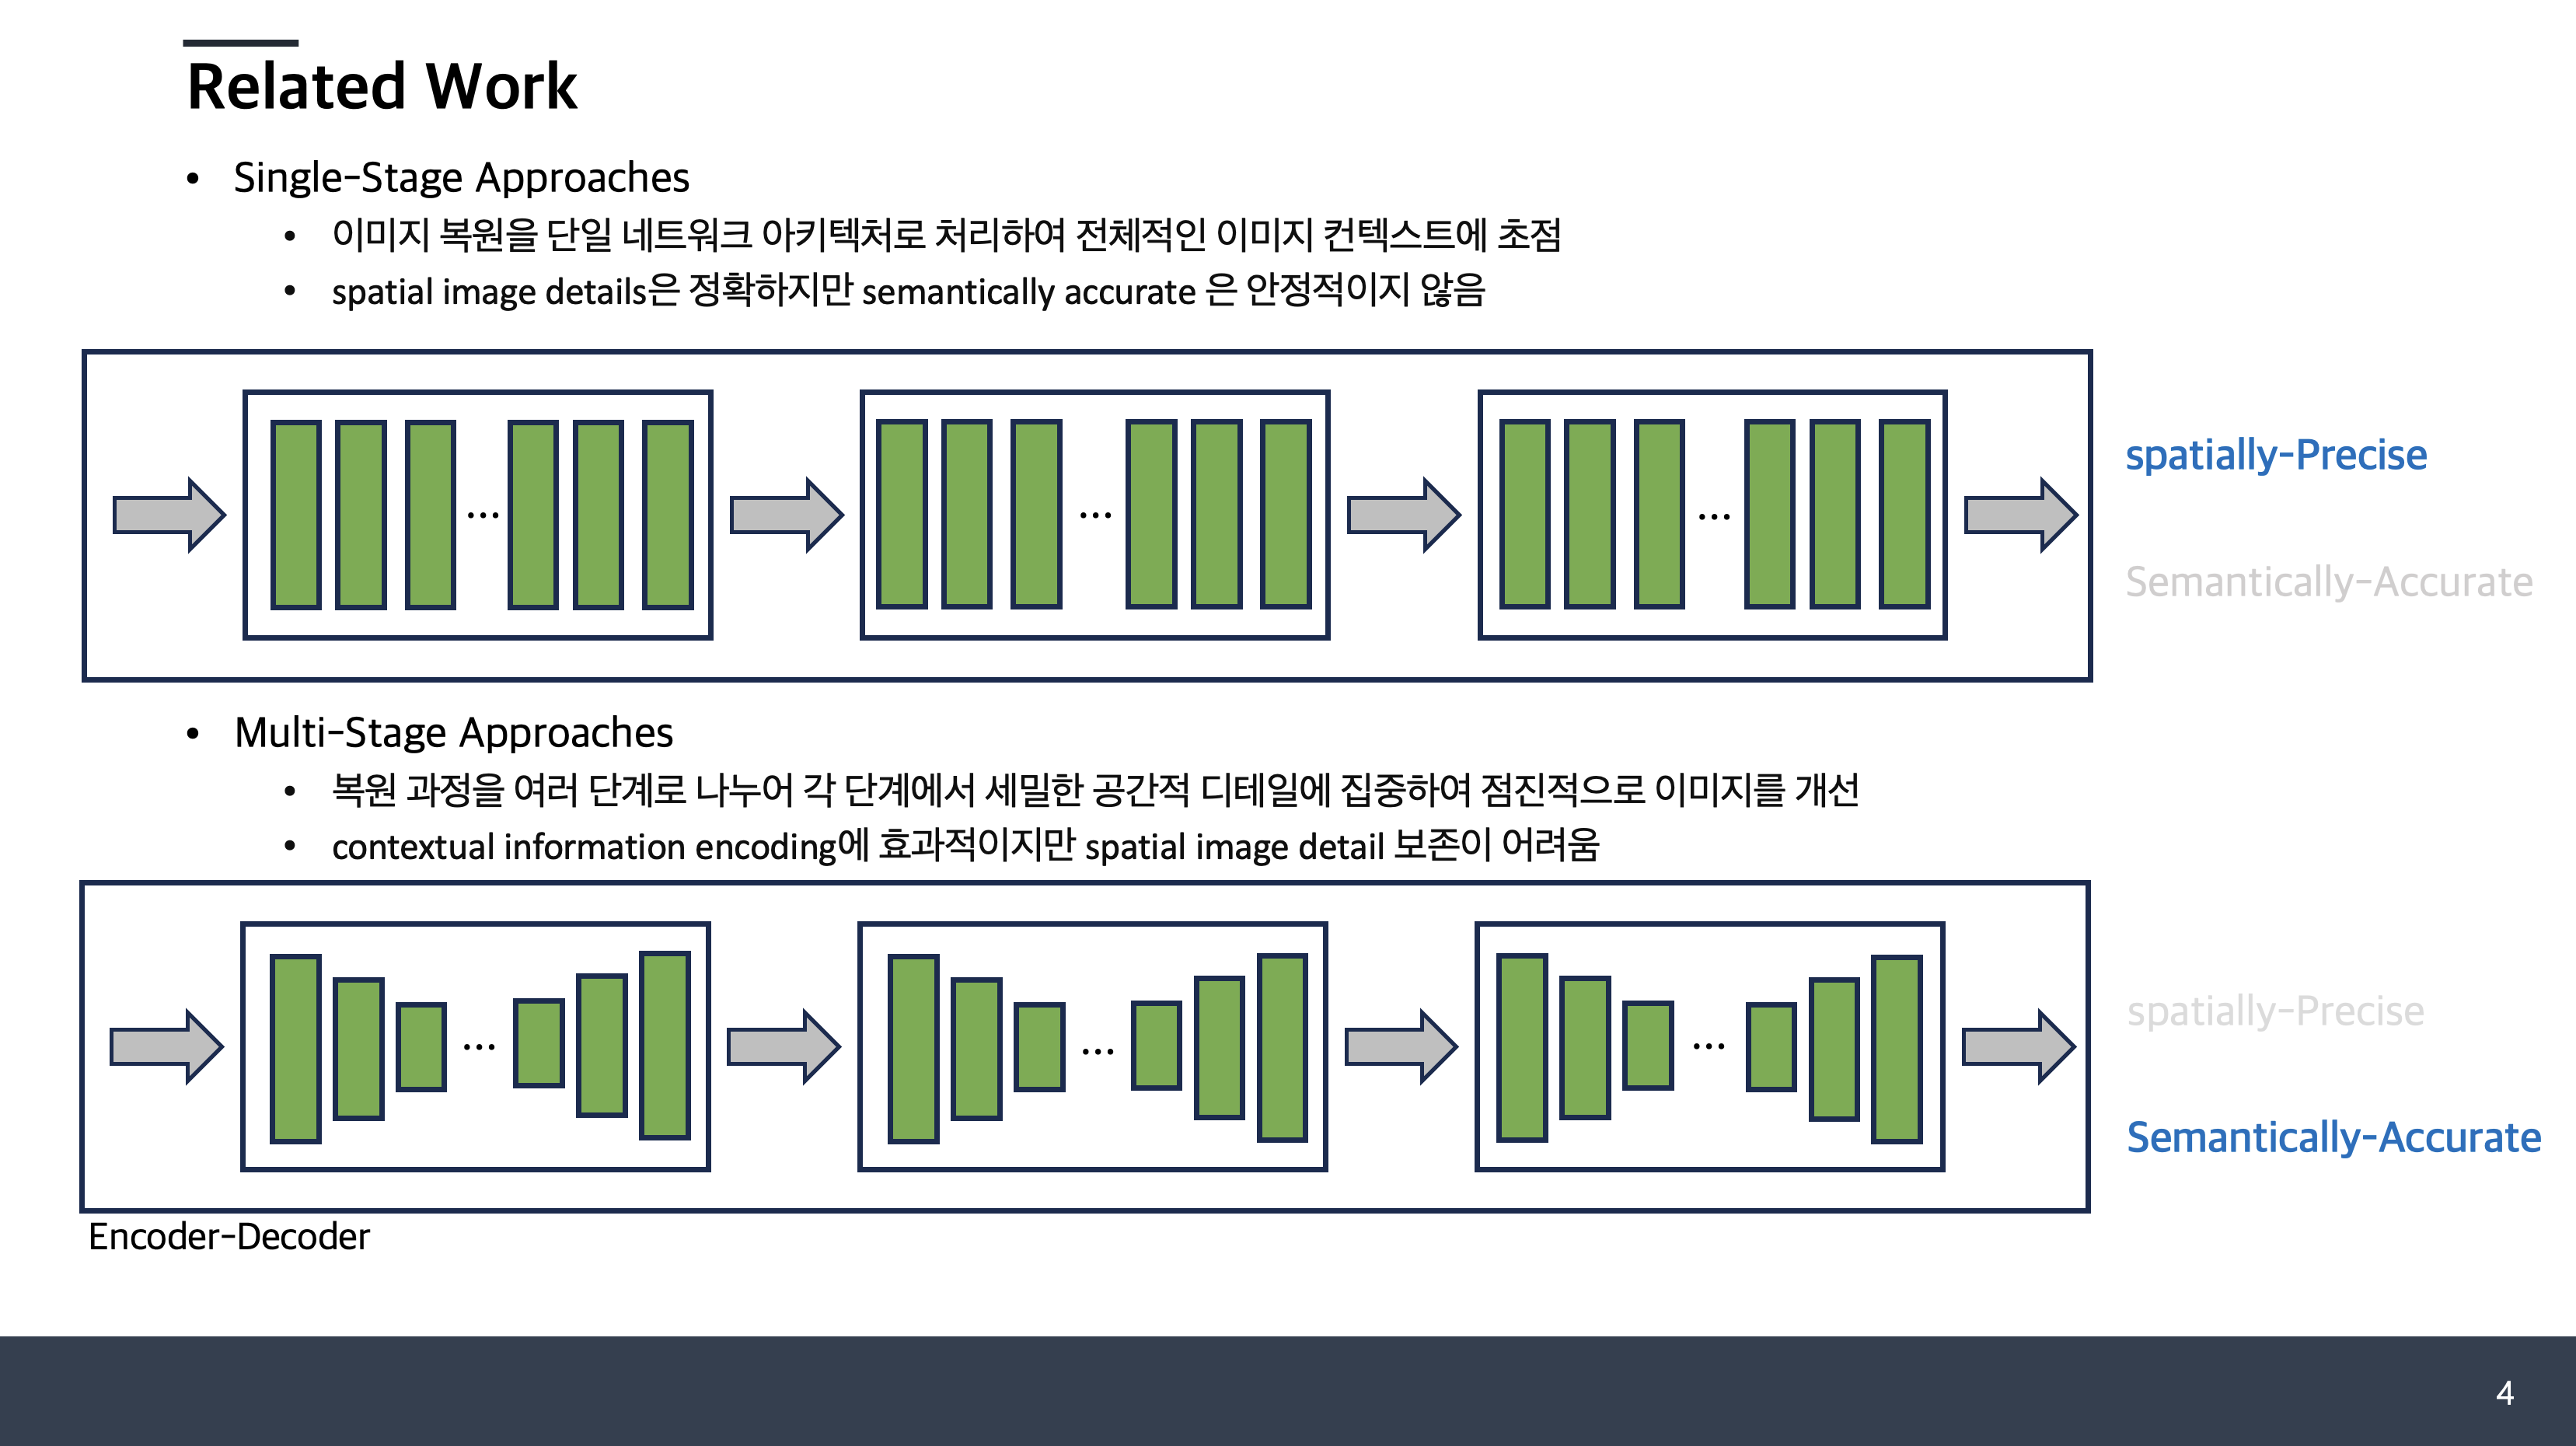 Related Work
• Single-Stage Approaches
• 이미지 복원을 단일 네트워크 아키텍처로 처리하여 전체적인 이미지 컨텍스트에 초점
• spatial image details은 정확하지만 semantically accurate 은 안정적이지 않음
...
...
...
spatially-Precise
Semantically-Accurate
• Multi-Stage Approaches
• 복원 과정을 여러 단계로 나누어 각 단계에서 세밀한 공간적 디테일에 집중하여 점진적으로 이미지를 개선
• contextual information encoding에 효과적이지만 spatial image detail 보존이 어려움
...
...
...
spatially-Precise
Semantically-Accurate
Encoder-Decoder
4